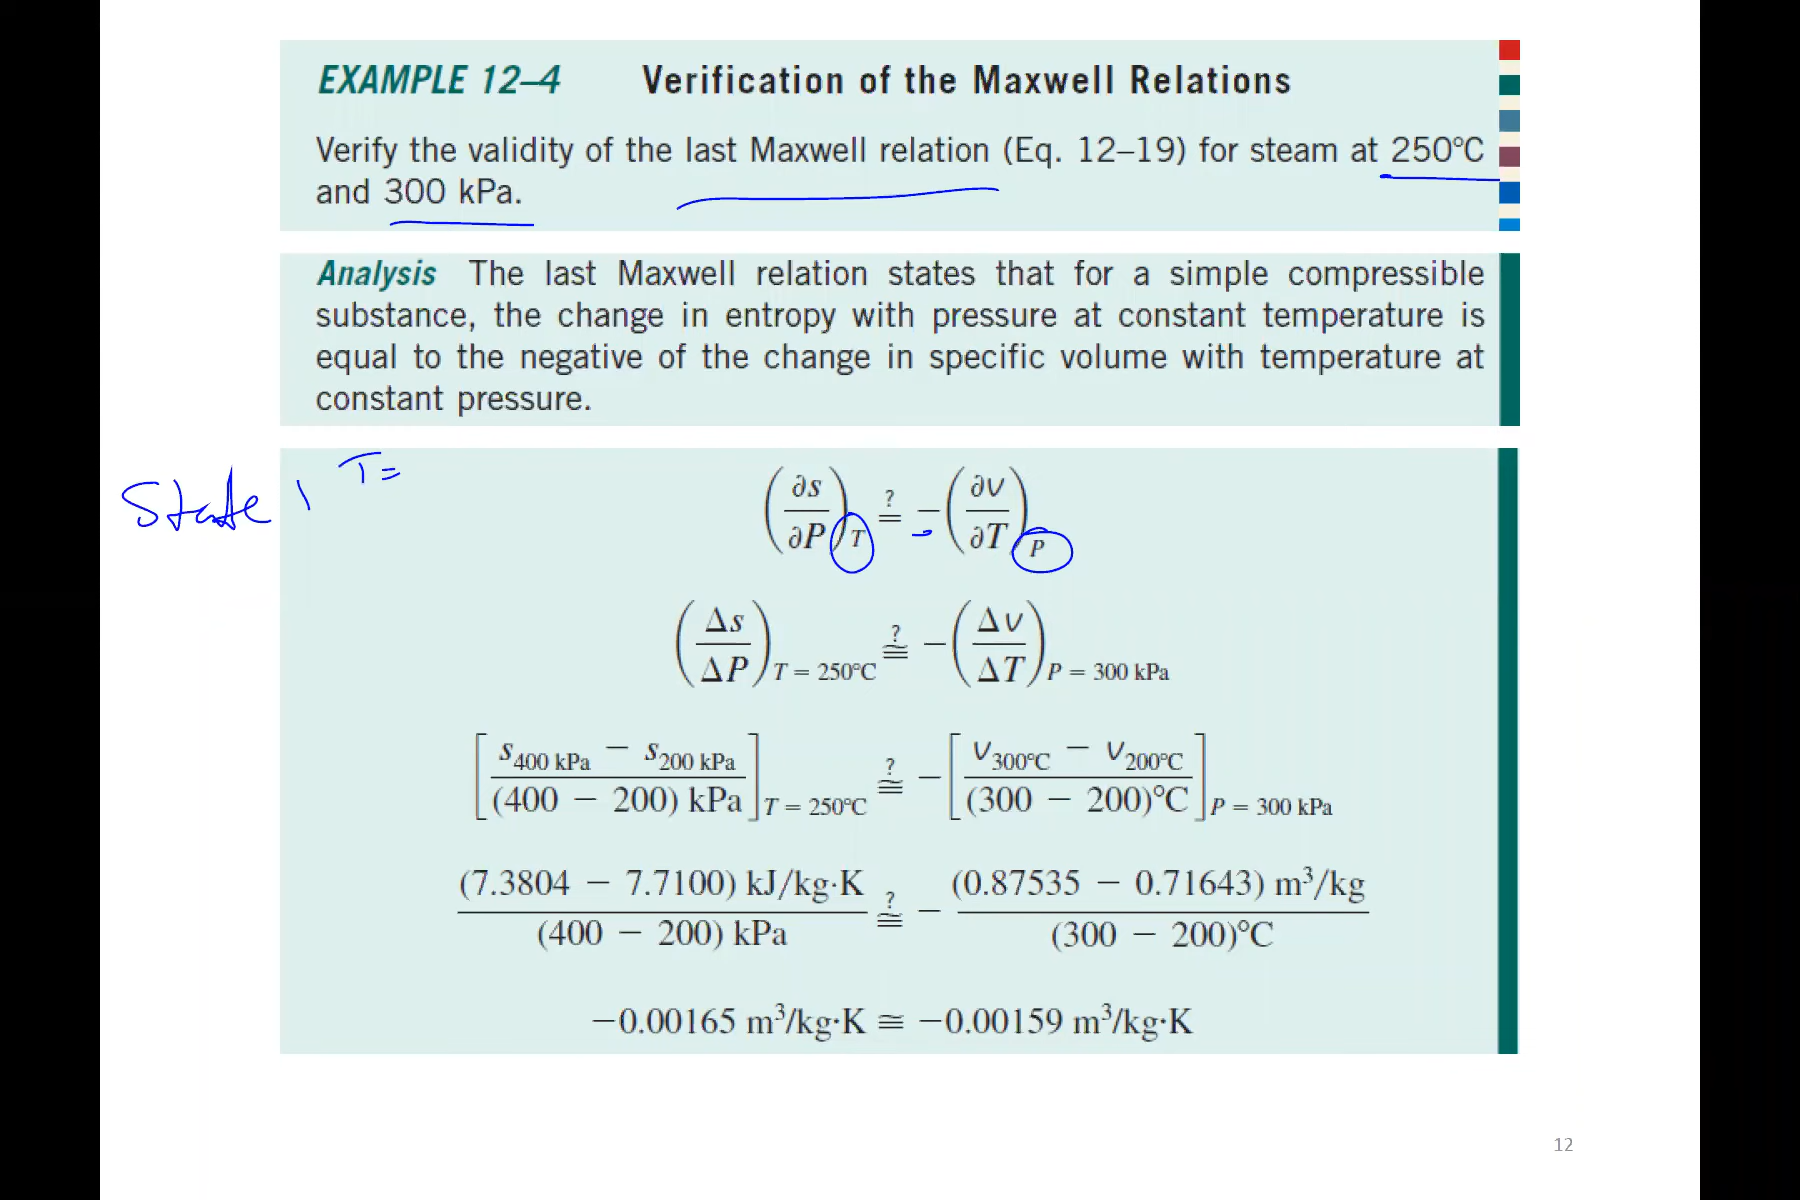 EXAMPLE 12–4 Verification of the Maxwell Relations
Verify the validity of the last Maxwell relation (Eq. 12–19) for steam at 250°C
and 300 kPa.
Analysis The last Maxwell relation states that for a simple compressible
substance, the change in entropy with pressure at constant temperature is
equal to the negative of the change in specific volume with temperature at
constant pressure.
State 1 T=
(∂s/∂P)_T ≟ −(∂v/∂T)_P
(Δs/ΔP)_T = 250°C ≅? −(Δv/ΔT)_P = 300 kPa
[(s_400 kPa − s_200 kPa)/(400 − 200) kPa]_T = 250°C ≅? −[(v_300°C − v_200°C)/(300 − 200)°C]_P = 300 kPa
(7.3804 − 7.7100) kJ/kg·K/(400 − 200) kPa ≅? −(0.87535 − 0.71643) m³/kg/(300 − 200)°C
−0.00165 m³/kg·K ≅ −0.00159 m³/kg·K
12